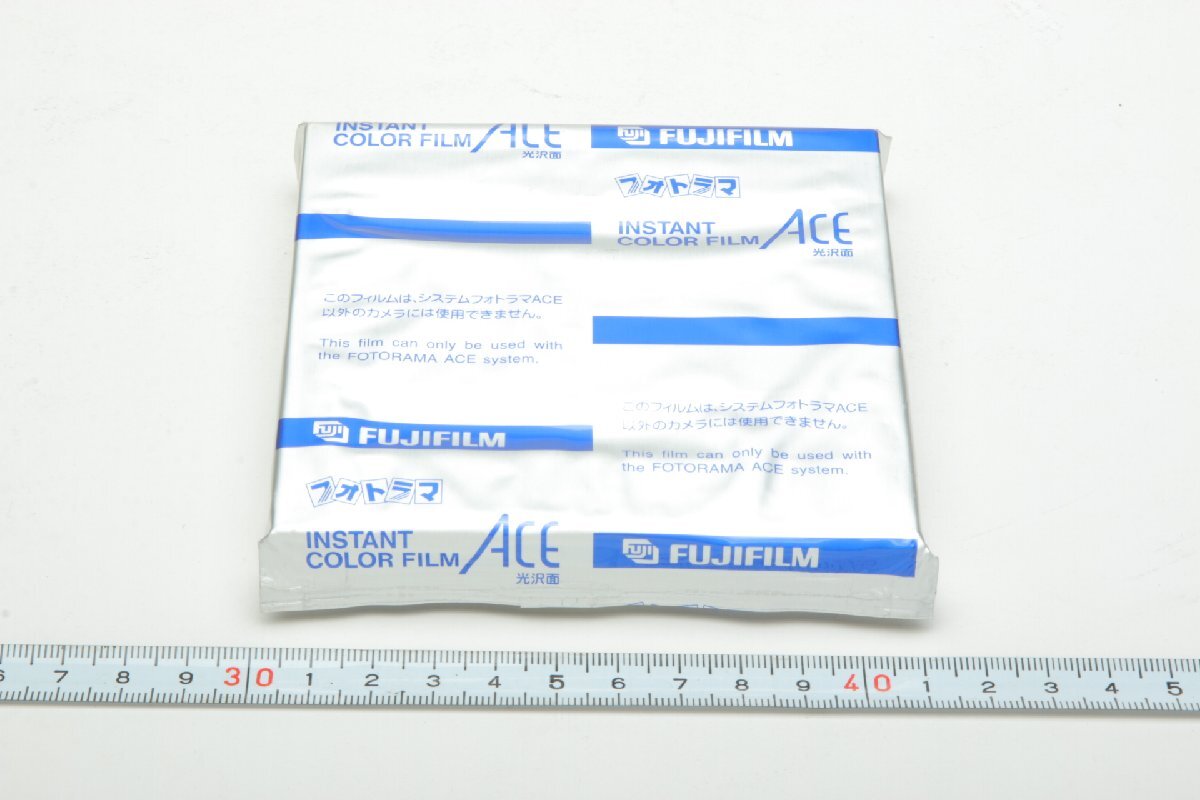 INSTANT
COLOR FILM ACE
光沢面
FUJIFILM
フォトラマ
INSTANT
COLOR FILM ACE
光沢面
このフィルムは、システムフォトラマACE
以外のカメラには使用できません。
This film can only be used with
the FOTORAMA ACE system.
このフィルムは、システムフォトラマACE
以外のカメラには使用できません。
This film can only be used with
the FOTORAMA ACE system.
Fuji FUJIFILM
フォトラマ
INSTANT
COLOR FILM ACE
光沢面
Fuji FUJIFILM
6 7 8 9 30 1 2 3 4 5 6 7 8 9 40 1 2 3 4 5